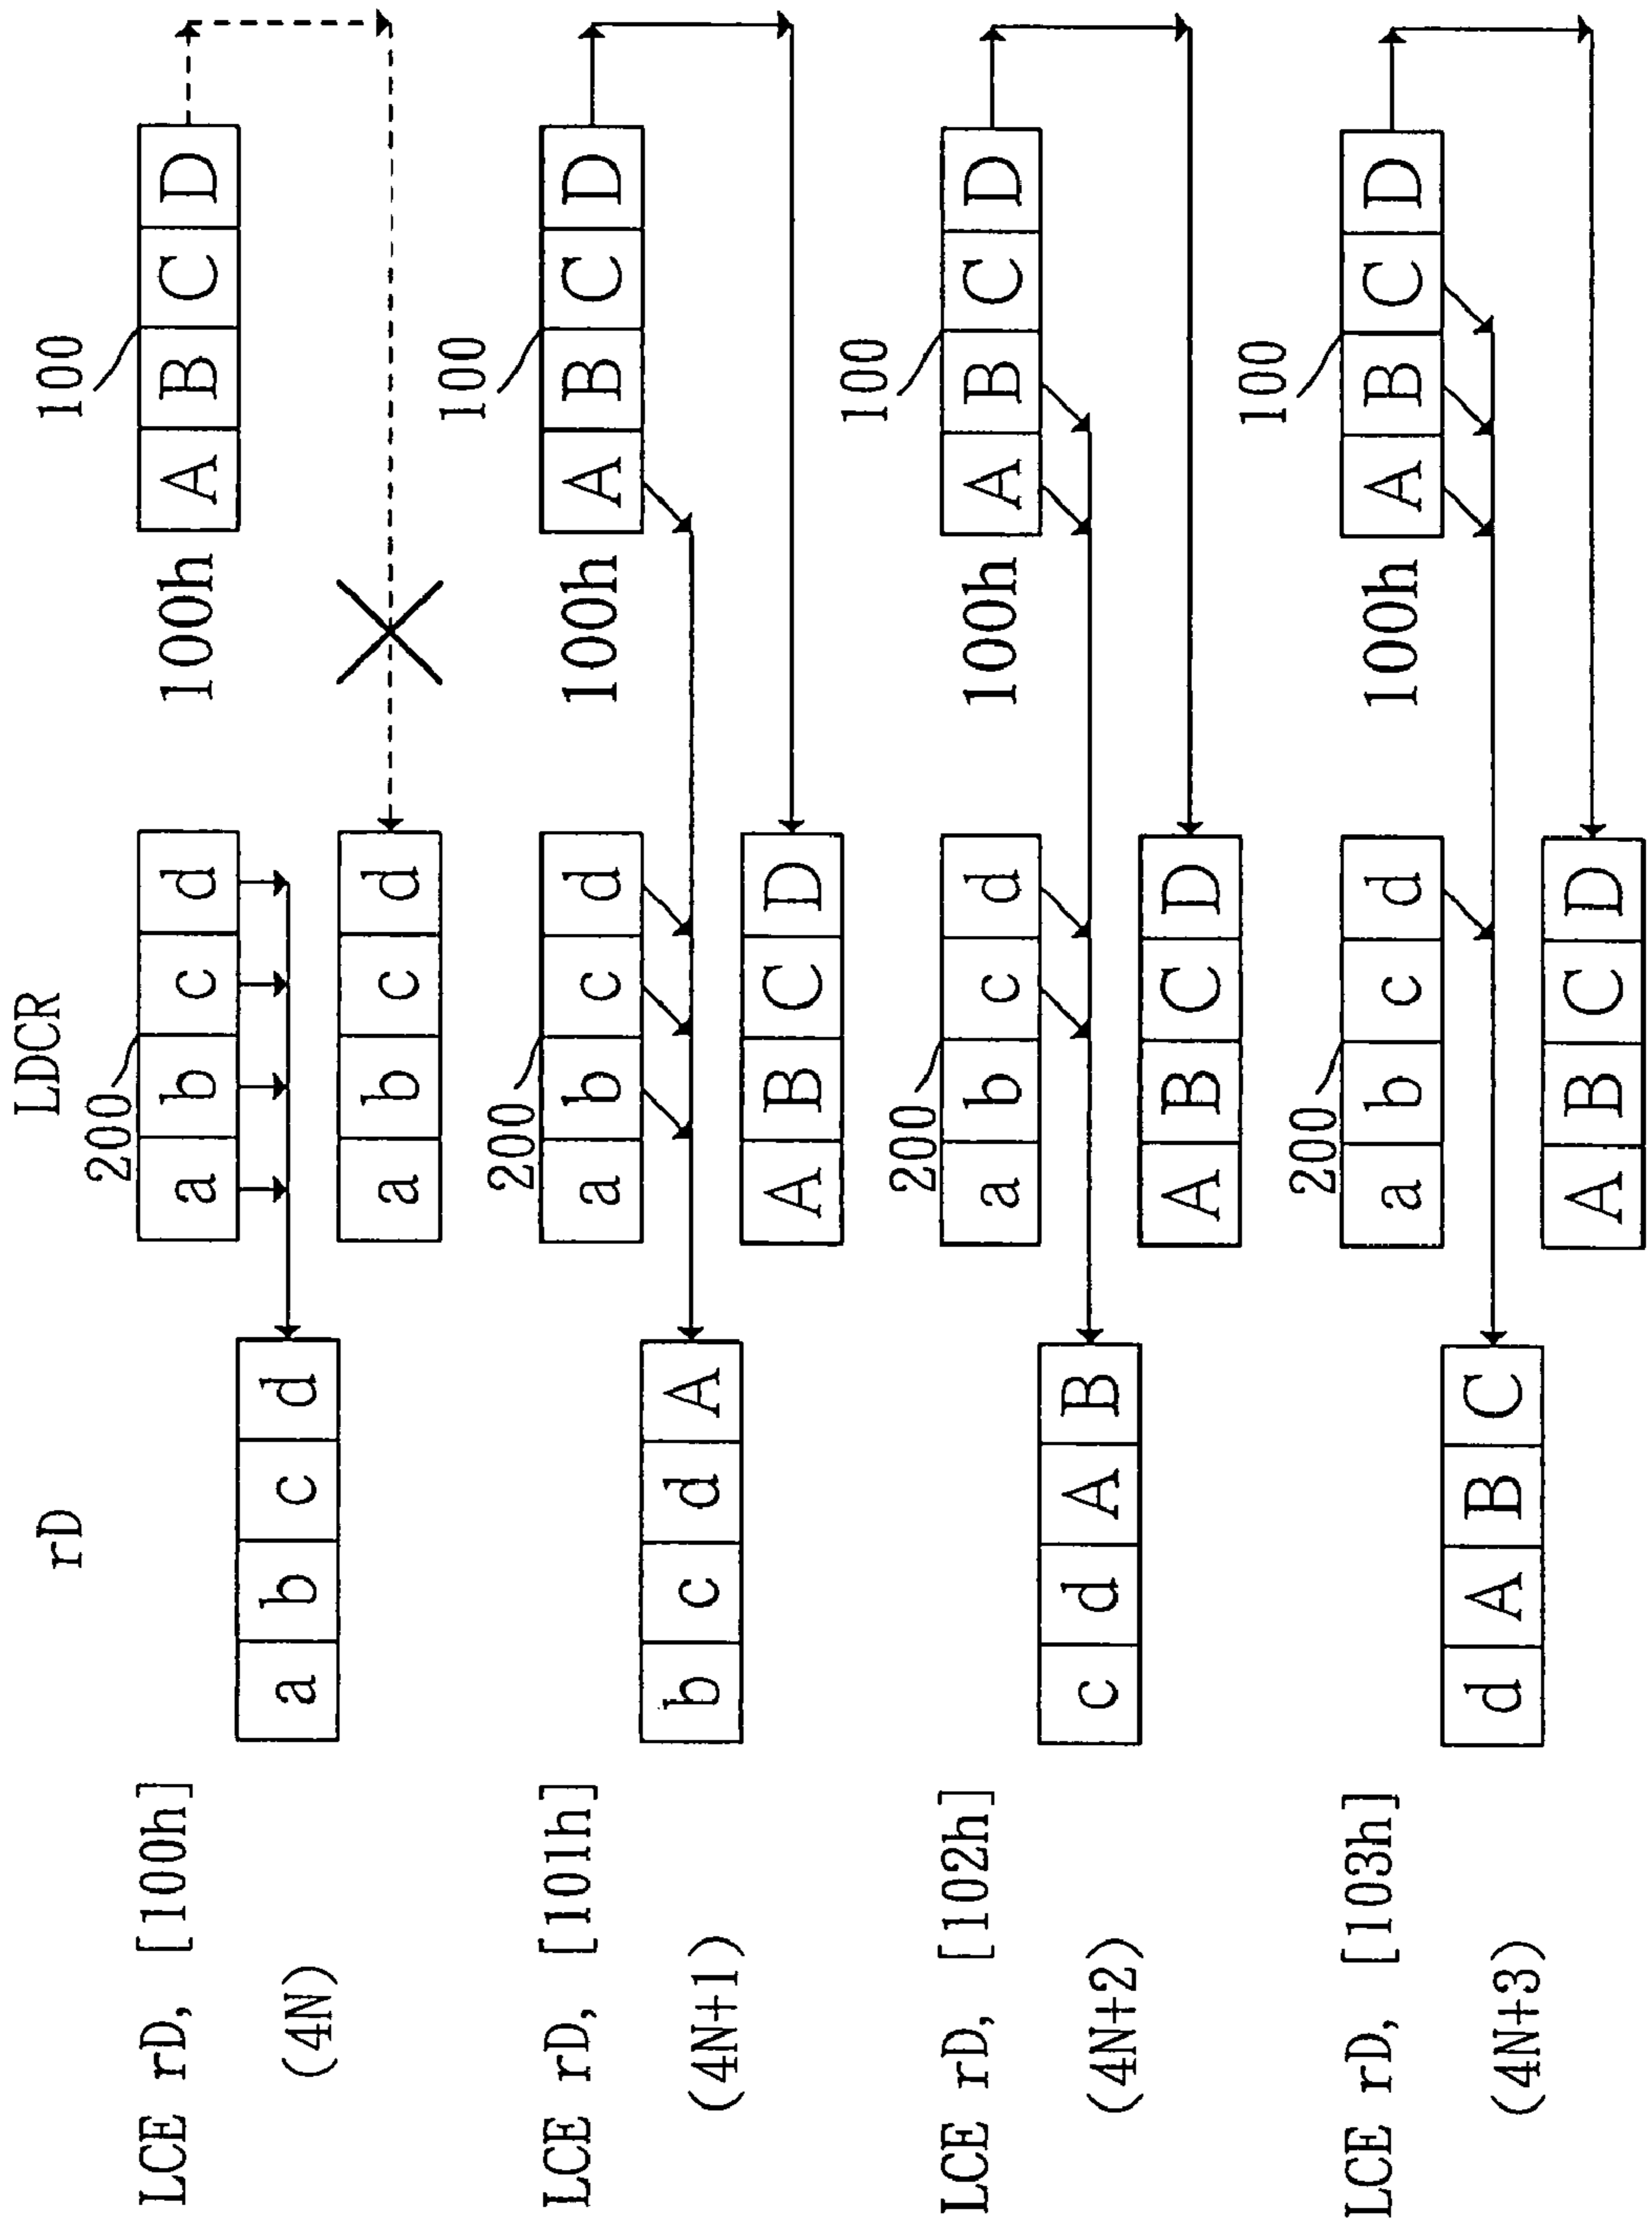 rD
LDCR
LCE rD, [100h]
(4N)
a b c d
200
a b c d
a b c d
100h
100
A B C D
LCE rD, [101h]
(4N+1)
b c d A
200
a b c d
A B C D
100h
100
A B C D
LCE rD, [102h]
(4N+2)
c d A B
200
a b c d
A B C D
100h
100
A B C D
LCE rD, [103h]
(4N+3)
d A B C
200
a b c d
A B C D
100h
100
A B C D